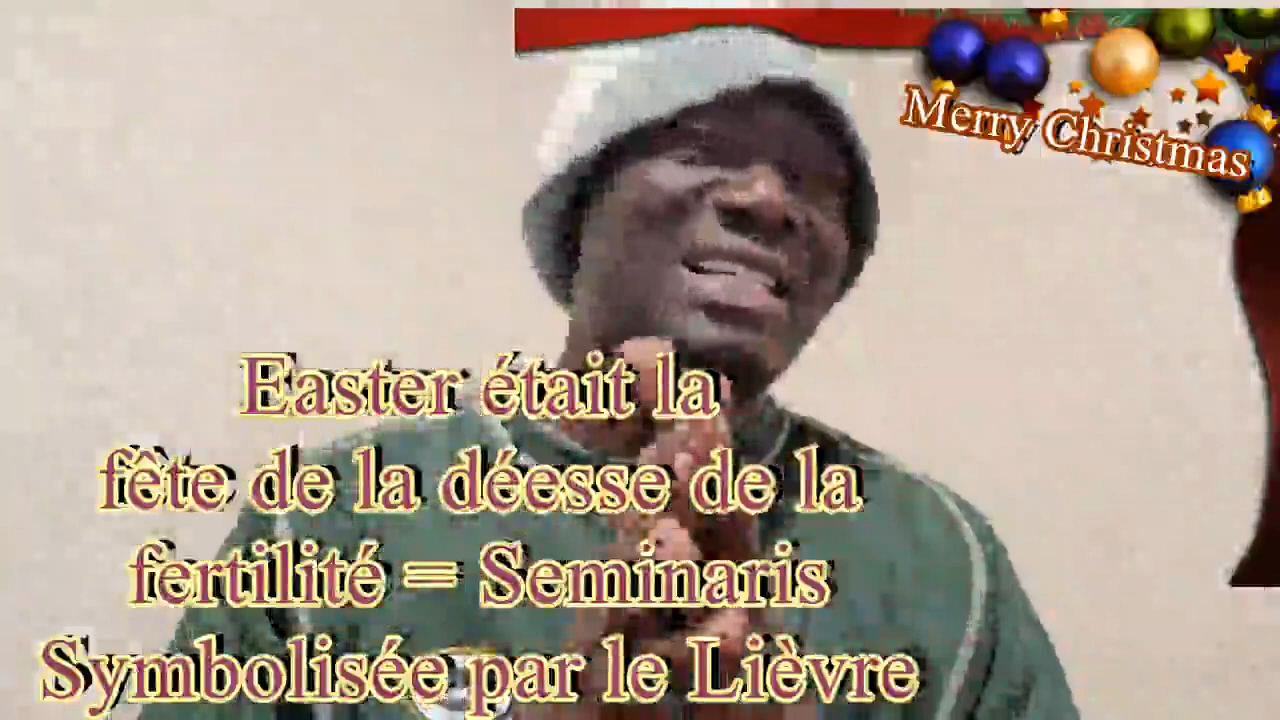 Merry Christmas
Easter était la
fête de la déesse de la
fertilité = Seminaris
Symbolisée par le Lièvre